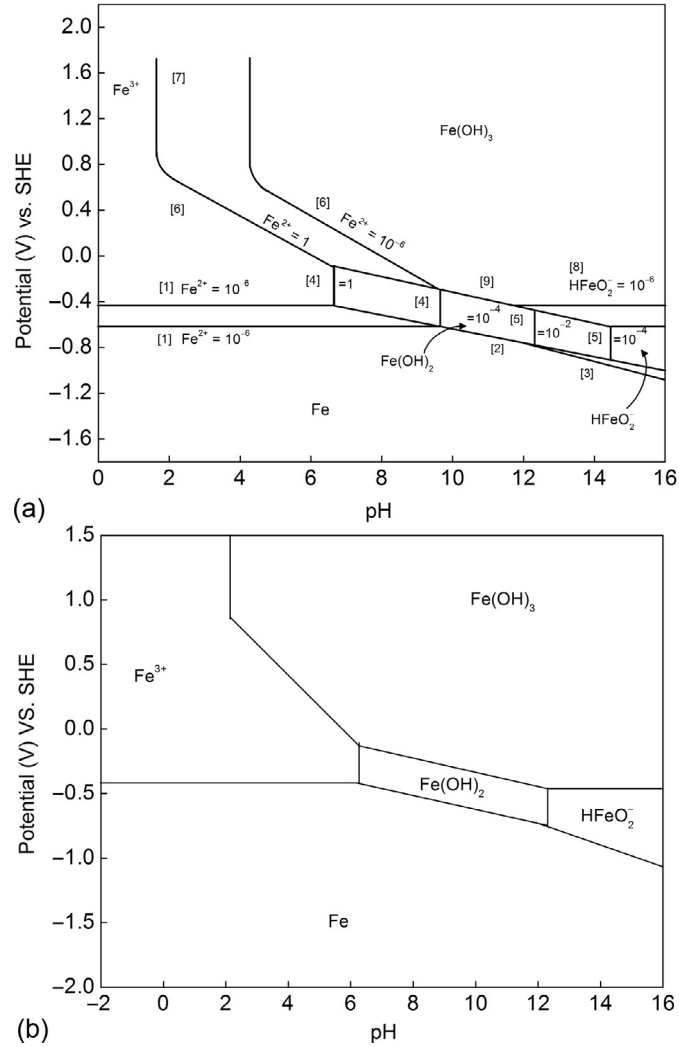 2.0
1.6
1.2
0.8
0.4
0.0
−0.4
−0.8
−1.2
−1.6
Potential (V) vs. SHE
Fe3+
[7]
Fe(OH)3
[6]
Fe2+ = 1
[6]
Fe2+ = 10−6
[1] Fe2+ = 10−6
[4]
=1
[4]
[9]
[8]
HFeO2− = 10−6
=10−4
[5]
=10−2
[5]
=10−4
[1] Fe2+ = 10−6
Fe(OH)2
[2]
[3]
HFeO2−
Fe
0 2 4 6 8 10 12 14 16
(a)
pH
1.5
1.0
0.5
0.0
−0.5
−1.0
−1.5
−2.0
Potential (V) VS. SHE
Fe(OH)3
Fe3+
Fe(OH)2
HFeO2−
Fe
−2 0 2 4 6 8 10 12 14 16
(b)
pH